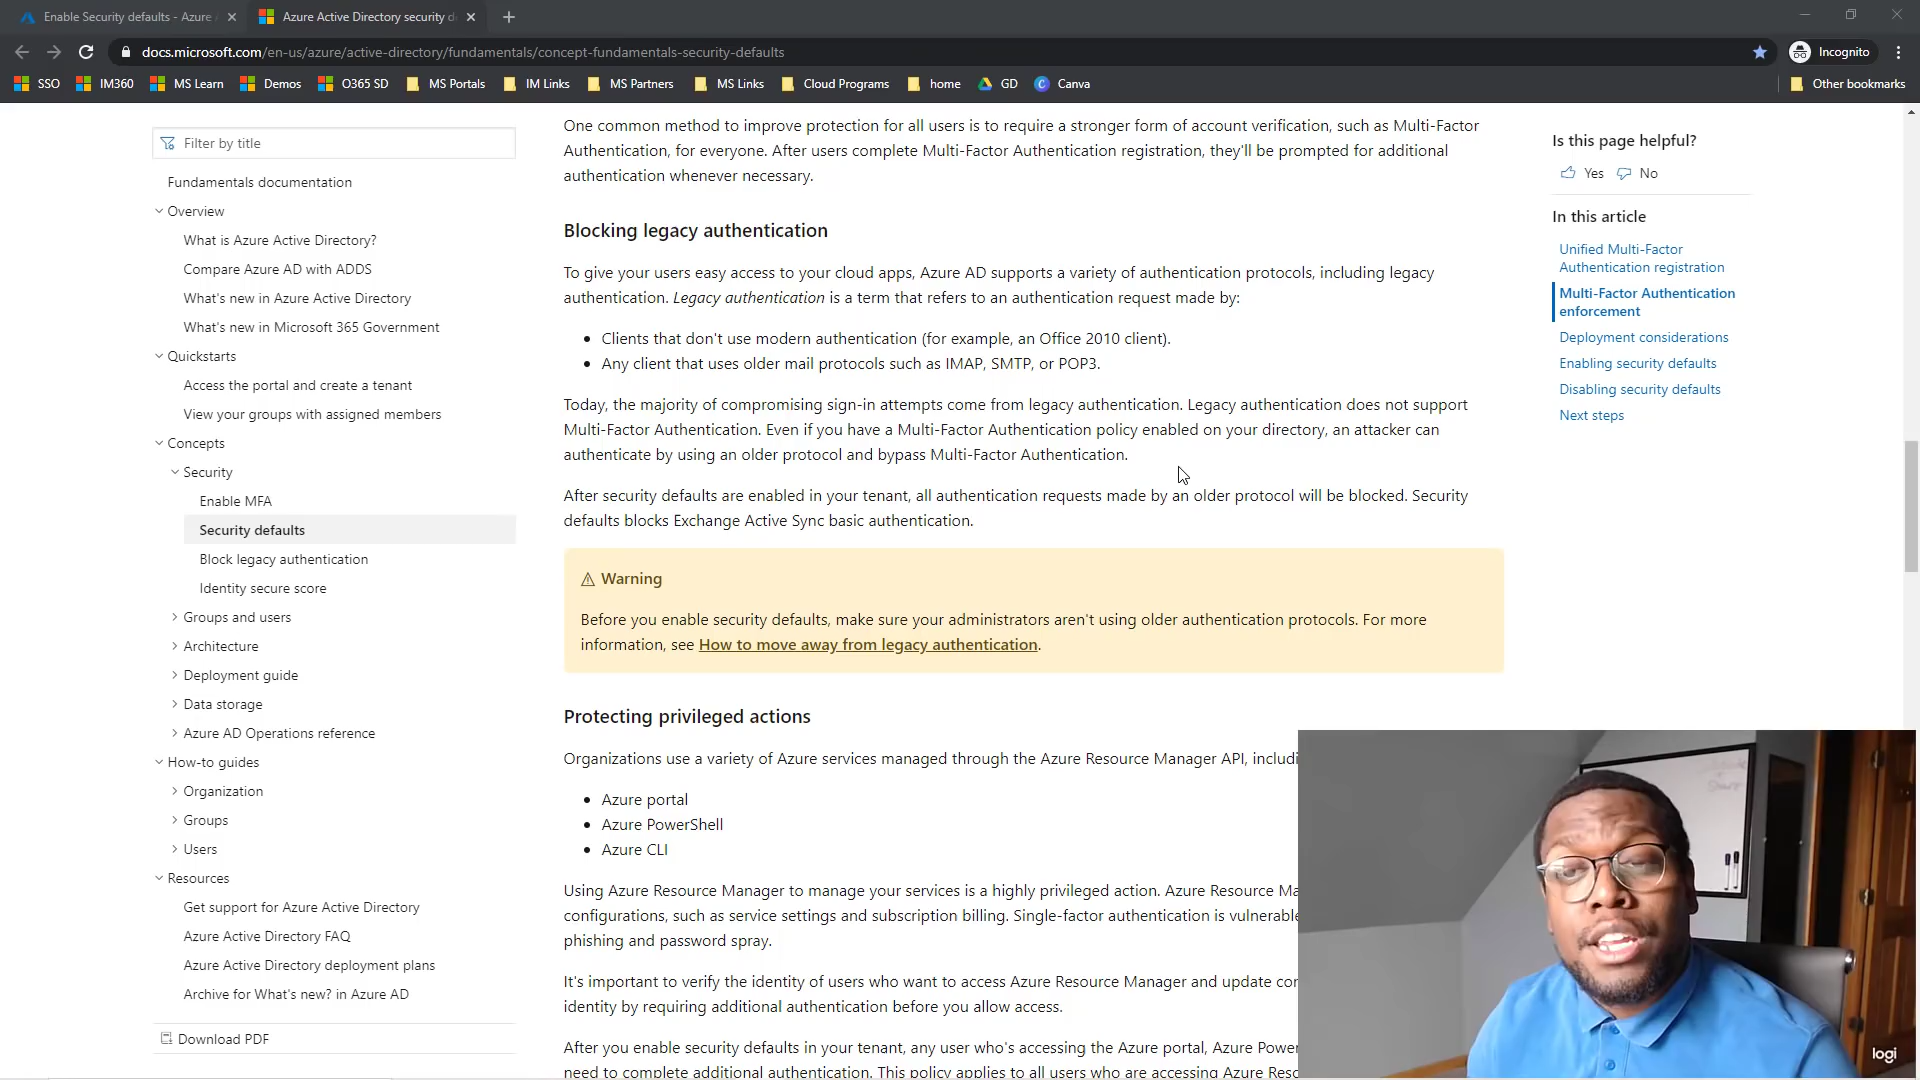 Enable Security defaults - Azure
Azure Active Directory security d
docs.microsoft.com/en-us/azure/active-directory/fundamentals/concept-fundamentals-security-defaults
Incognito
SSO
IM360
MS Learn
Demos
O365 SD
MS Portals
IM Links
MS Partners
MS Links
Cloud Programs
home
GD
Canva
Other bookmarks
Filter by title
Fundamentals documentation
Overview
What is Azure Active Directory?
Compare Azure AD with ADDS
What's new in Azure Active Directory
What's new in Microsoft 365 Government
Quickstarts
Access the portal and create a tenant
View your groups with assigned members
Concepts
Security
Enable MFA
Security defaults
Block legacy authentication
Identity secure score
Groups and users
Architecture
Deployment guide
Data storage
Azure AD Operations reference
How-to guides
Organization
Groups
Users
Resources
Get support for Azure Active Directory
Azure Active Directory FAQ
Azure Active Directory deployment plans
Archive for What's new? in Azure AD
Download PDF
One common method to improve protection for all users is to require a stronger form of account verification, such as Multi-Factor
Authentication, for everyone. After users complete Multi-Factor Authentication registration, they'll be prompted for additional
authentication whenever necessary.
Blocking legacy authentication
To give your users easy access to your cloud apps, Azure AD supports a variety of authentication protocols, including legacy
authentication. Legacy authentication is a term that refers to an authentication request made by:
• Clients that don't use modern authentication (for example, an Office 2010 client).
• Any client that uses older mail protocols such as IMAP, SMTP, or POP3.
Today, the majority of compromising sign-in attempts come from legacy authentication. Legacy authentication does not support
Multi-Factor Authentication. Even if you have a Multi-Factor Authentication policy enabled on your directory, an attacker can
authenticate by using an older protocol and bypass Multi-Factor Authentication.
After security defaults are enabled in your tenant, all authentication requests made by an older protocol will be blocked. Security
defaults blocks Exchange Active Sync basic authentication.
Warning
Before you enable security defaults, make sure your administrators aren't using older authentication protocols. For more
information, see How to move away from legacy authentication.
Protecting privileged actions
Organizations use a variety of Azure services managed through the Azure Resource Manager API, includi
• Azure portal
• Azure PowerShell
• Azure CLI
Using Azure Resource Manager to manage your services is a highly privileged action. Azure Resource Ma
configurations, such as service settings and subscription billing. Single-factor authentication is vulnerable
phishing and password spray.
It's important to verify the identity of users who want to access Azure Resource Manager and update con
identity by requiring additional authentication before you allow access.
After you enable security defaults in your tenant, any user who's accessing the Azure portal, Azure Power
need to complete additional authentication. This policy applies to all users who are accessing Azure Reso
Is this page helpful?
Yes
No
In this article
Unified Multi-Factor
Authentication registration
Multi-Factor Authentication
enforcement
Deployment considerations
Enabling security defaults
Disabling security defaults
Next steps
logi